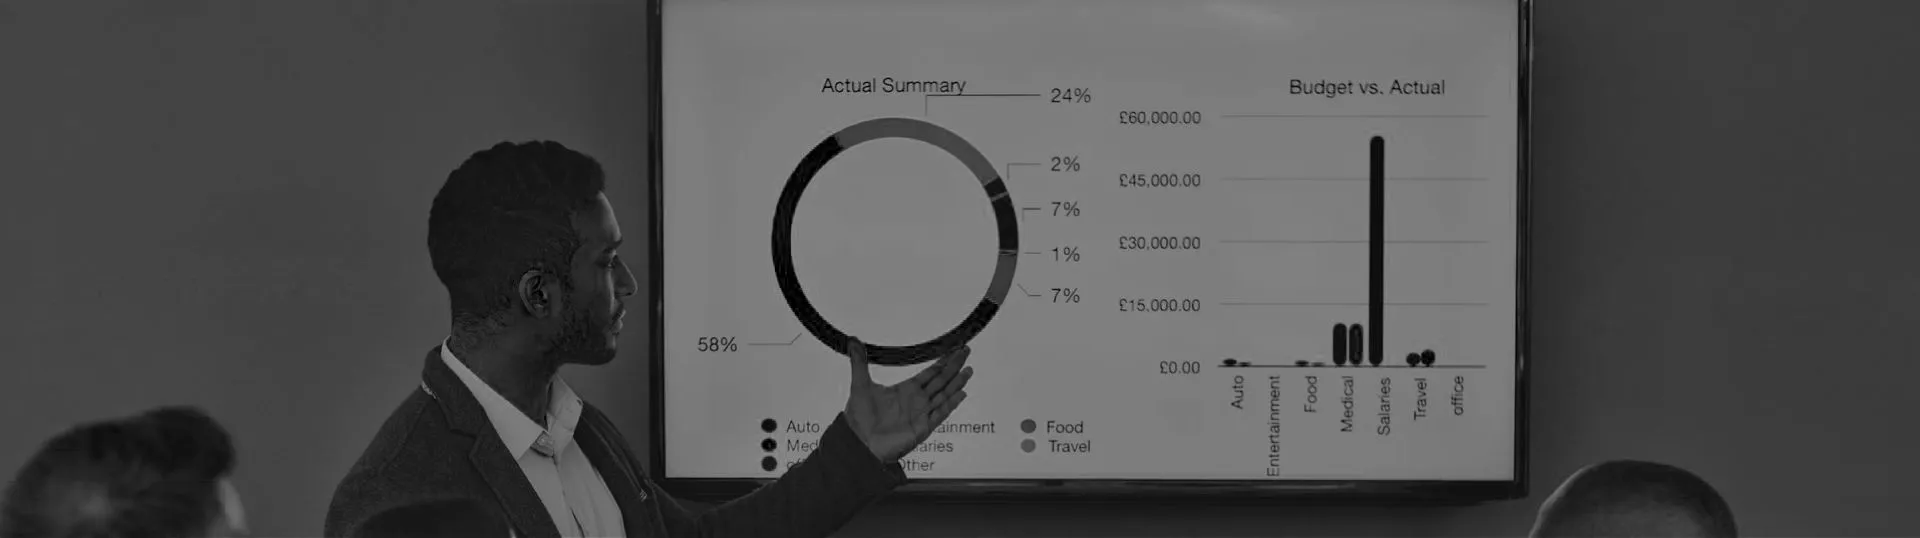 Actual Summary
24%
2%
7%
1%
7%
58%
Auto
Food
Travel
Other
Budget vs. Actual
£60,000.00
£45,000.00
£30,000.00
£15,000.00
£0.00
Auto
Entertainment
Food
Medical
Salaries
Travel
office